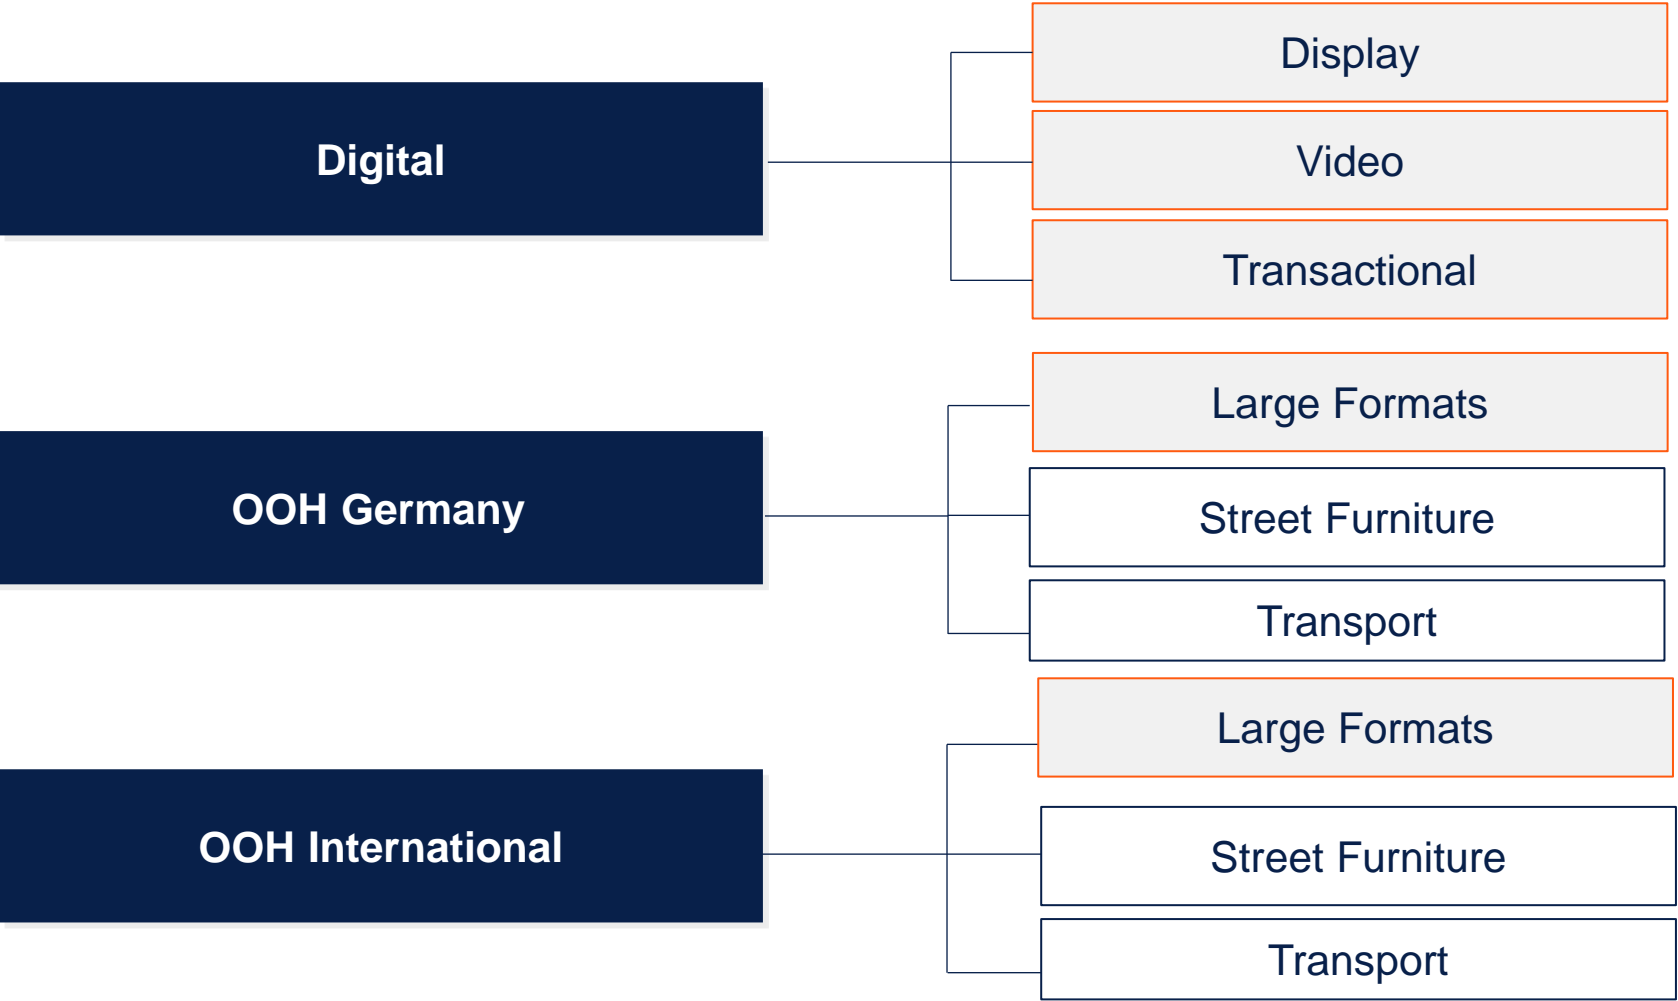 Digital
Display
Video
Transactional
OOH Germany
Large Formats
Street Furniture
Transport
OOH International
Large Formats
Street Furniture
Transport